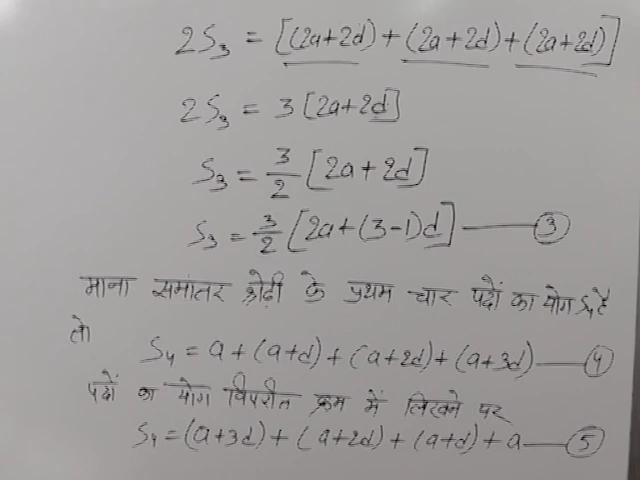 2S₃ = [(2a+2d) + (2a+2d) + (2a+2d)]
2S₃ = 3[2a+2d]
S₃ = 3/2 [2a+2d]
S₃ = 3/2 [2a+(3-1)d] —— ③
माना समांतर श्रेढ़ी के प्रथम चार पदों का योग S₄ है
तो
S₄ = a + (a+d) + (a+2d) + (a+3d) —— ④
पदों का योग विपरीत क्रम में लिखने पर
S₄ = (a+3d) + (a+2d) + (a+d) + a —— ⑤